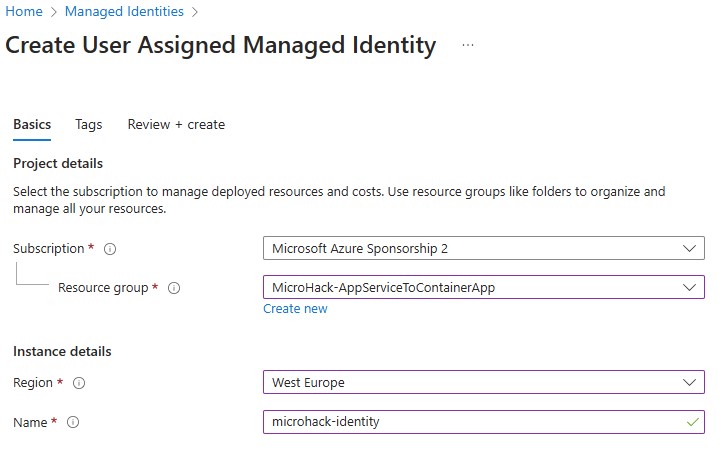 Home > Managed Identities >
Create User Assigned Managed Identity ...
Basics Tags Review + create
Project details
Select the subscription to manage deployed resources and costs. Use resource groups like folders to organize and
manage all your resources.
Subscription * Microsoft Azure Sponsorship 2
Resource group * MicroHack-AppServiceToContainerApp
Create new
Instance details
Region * West Europe
Name * microhack-identity